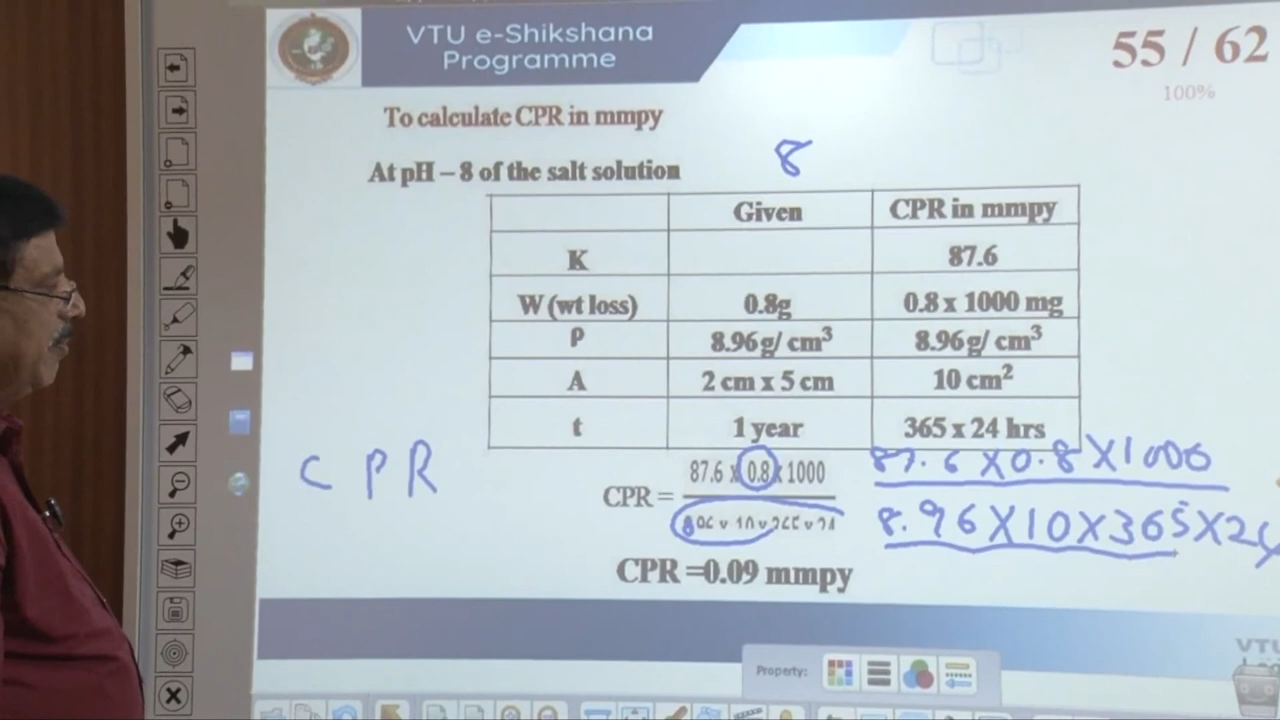 VTU e-Shikshana
Programme
55 / 62
100%
To calculate CPR in mmpy
At pH – 8 of the salt solution
8
Given CPR in mmpy
K 87.6
W (wt loss) 0.8g 0.8 x 1000 mg
ρ 8.96g/ cm³ 8.96g/ cm³
A 2 cm x 5 cm 10 cm²
t 1 year 365 x 24 hrs
C P R
CPR = 87.6 x 0.8 x 1000
87.6 X 0.8 X 1000
8.96 X 10 X 365 X 24
CPR =0.09 mmpy
Property:
VTU